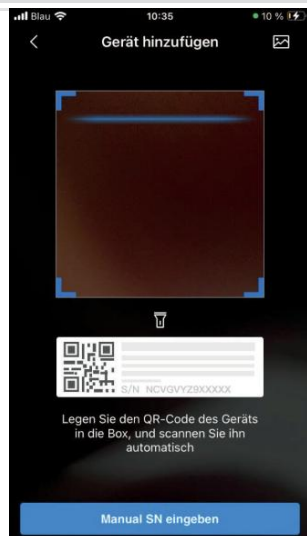 Blau 10:35 10 %
Gerät hinzufügen
S/N NCVGVYZ9XXXXX
Legen Sie den QR-Code des Geräts
in die Box, und scannen Sie ihn
automatisch
Manual SN eingeben